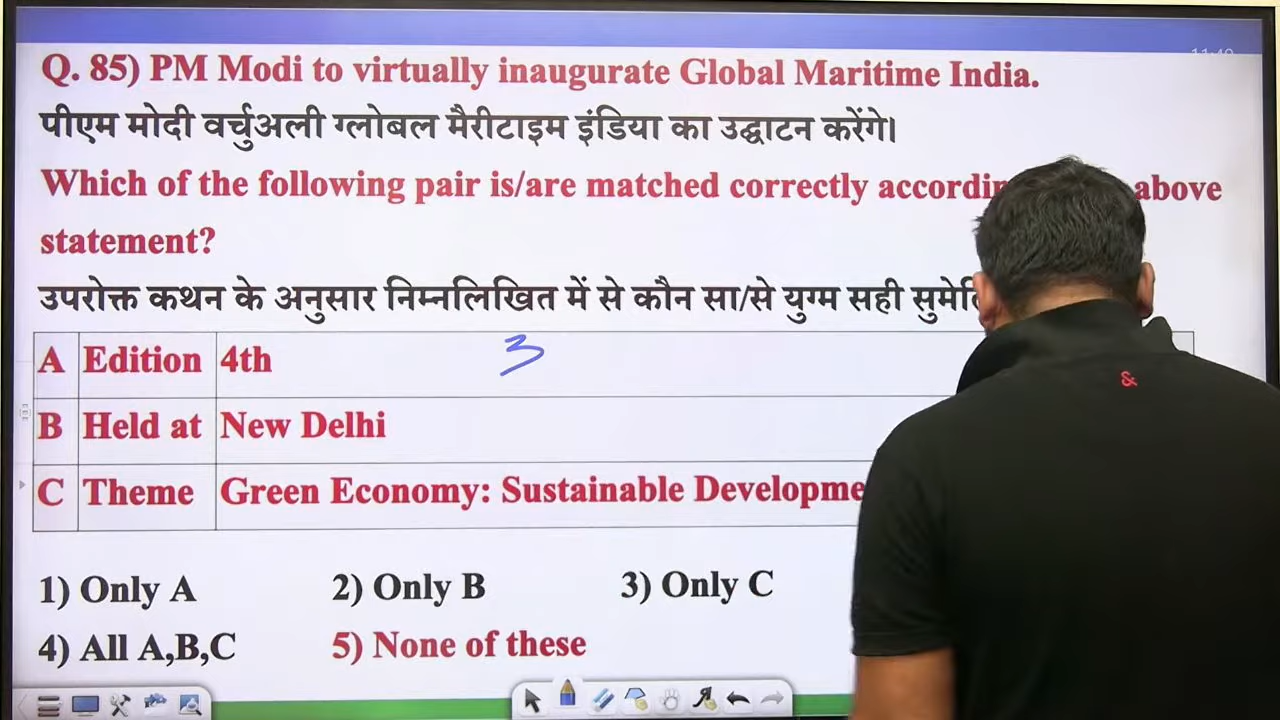 Q. 85) PM Modi to virtually inaugurate Global Maritime India.
पीएम मोदी वर्चुअली ग्लोबल मैरीटाइम इंडिया का उद्घाटन करेंगे।
Which of the following pair is/are matched correctly above
statement?
उपरोक्त कथन के अनुसार निम्नलिखित में से कौन सा/से युग्म सही
A Edition 4th 3
B Held at New Delhi
C Theme Green Economy: Sustainable
1) Only A 2) Only B 3) Only C
4) All A,B,C 5) None of these
&